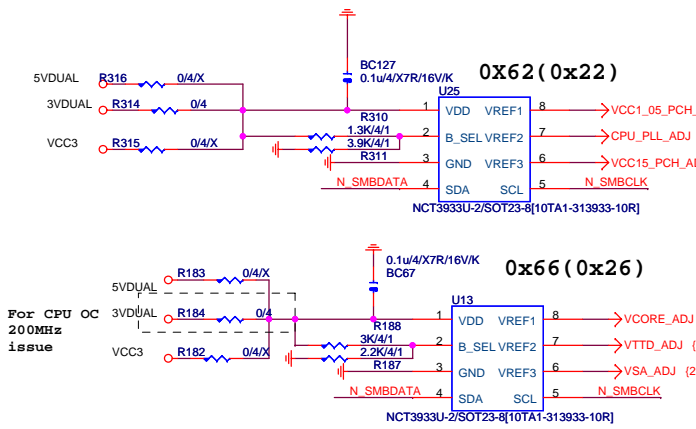 BC127
0.1u/4/X7R/16V/K
0X62(0x22)
5VDUAL R316 0/4/X
3VDUAL R314 0/4
VCC3 R315 0/4/X
R310
1.3K/4/1
3.9K/4/1
R311
U25
1 VDD VREF1 8 VCC1_05_PCH_
2 B_SEL VREF2 7 CPU_PLL_ADJ
3 GND VREF3 6 VCC15_PCH_AD
N_SMBDATA 4 SDA SCL 5 N_SMBCLK
NCT3933U-2/SOT23-8[10TA1-313933-10R]
0.1u/4/X7R/16V/K
BC67
0x66(0x26)
5VDUAL R183 0/4/X
3VDUAL R184 0/4
VCC3 R182 0/4/X
For CPU OC
200MHz
issue
R188
3K/4/1
2.2K/4/1
R187
U13
1 VDD VREF1 8 VCORE_ADJ
2 B_SEL VREF2 7 VTTD_ADJ {
3 GND VREF3 6 VSA_ADJ {2
N_SMBDATA 4 SDA SCL 5 N_SMBCLK
NCT3933U-2/SOT23-8[10TA1-313933-10R]